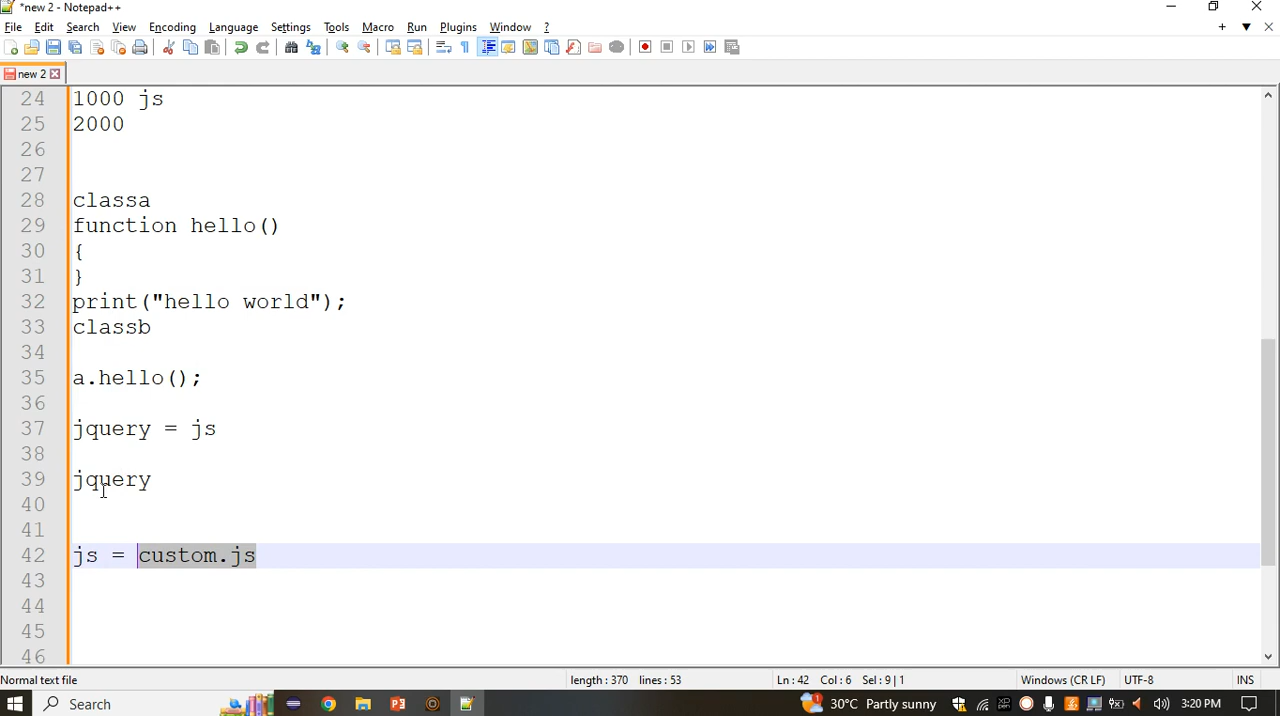 *new 2 - Notepad++
File Edit Search View Encoding Language Settings Tools Macro Run Plugins Window ?
new 2
24 1000 js
25 2000
26
27
28 classa
29 function hello()
30 {
31 }
32 print("hello world");
33 classb
34
35 a.hello();
36
37 jquery = js
38
39 jquery
40
41
42 js = custom.js
43
44
45
46
Normal text file length : 370 lines : 53 Ln : 42 Col : 6 Sel : 9 | 1 Windows (CR LF) UTF-8 INS
Search 30°C Partly sunny 3:20 PM